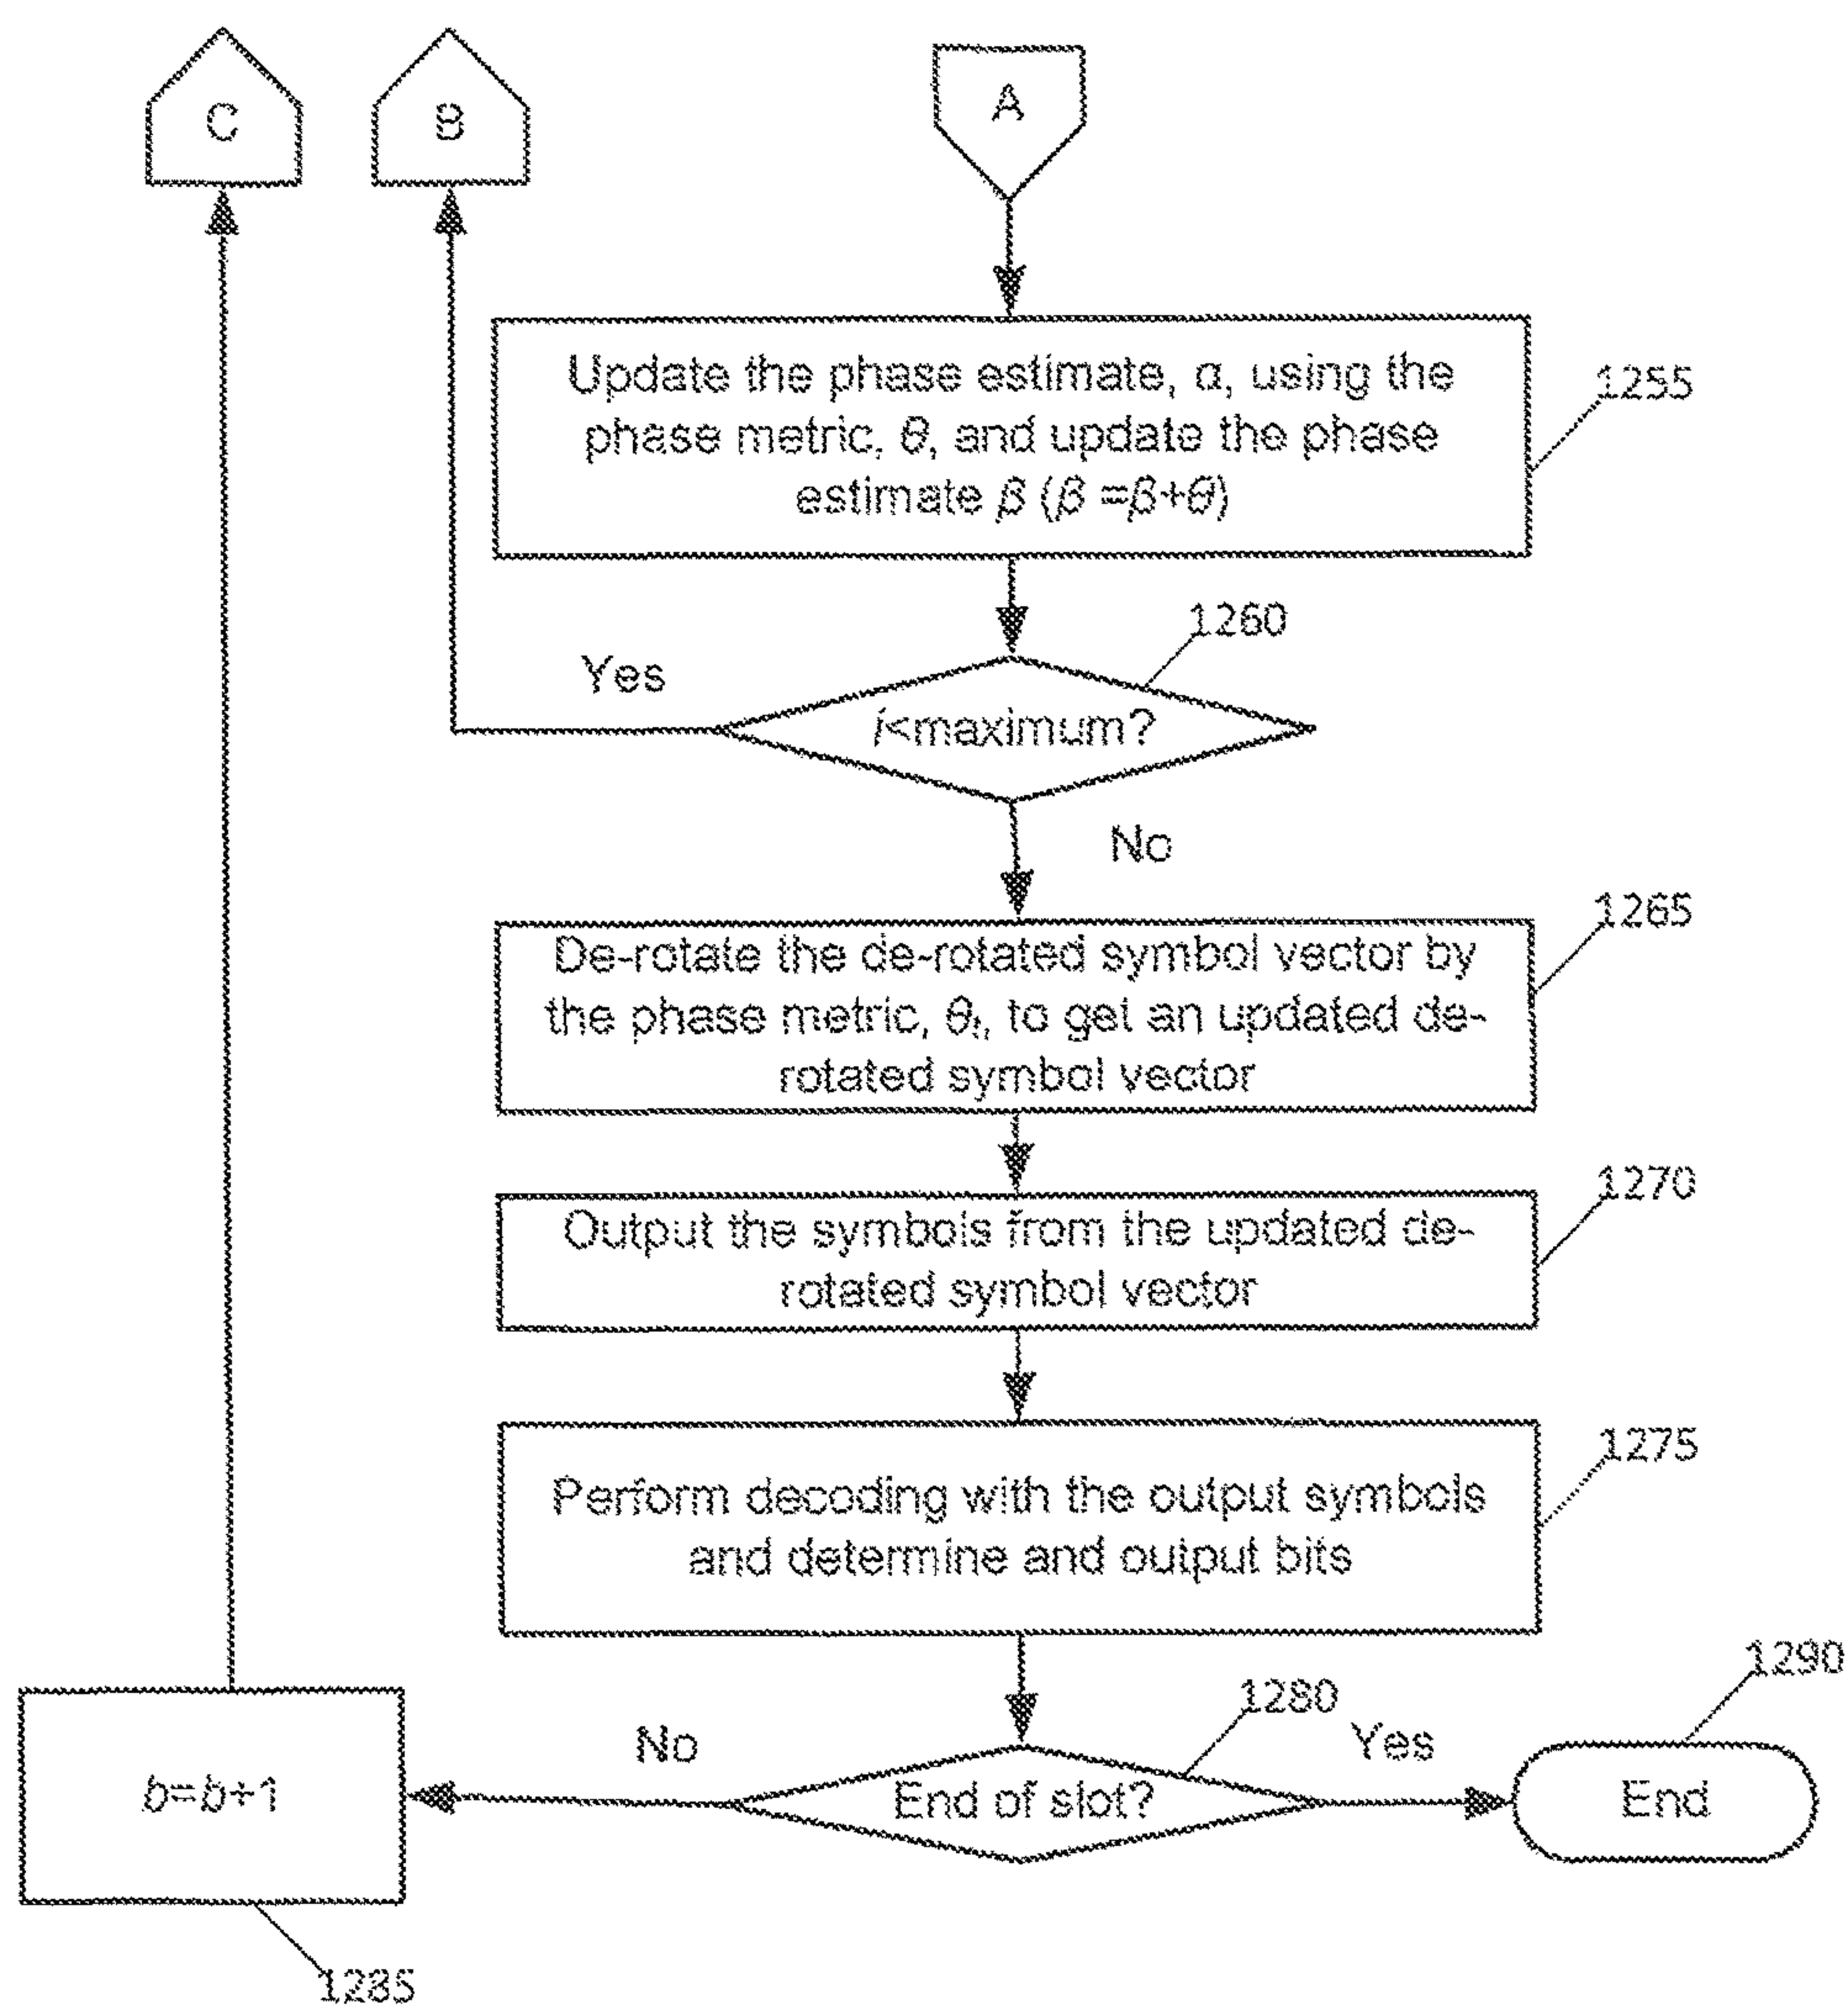 C
B
A
Update the phase estimate, α, using the
phase metric, θ, and update the phase
estimate β (β =β+θ)
1255
1260
Yes
i<maximum?
No
1265
De-rotate the de-rotated symbol vector by
the phase metric, θt, to get an updated de-
rotated symbol vector
1270
Output the symbols from the updated de-
rotated symbol vector
1275
Perform decoding with the output symbols
and determine and output bits
1280
1290
No
Yes
b=b+1
End of slot?
End
1285